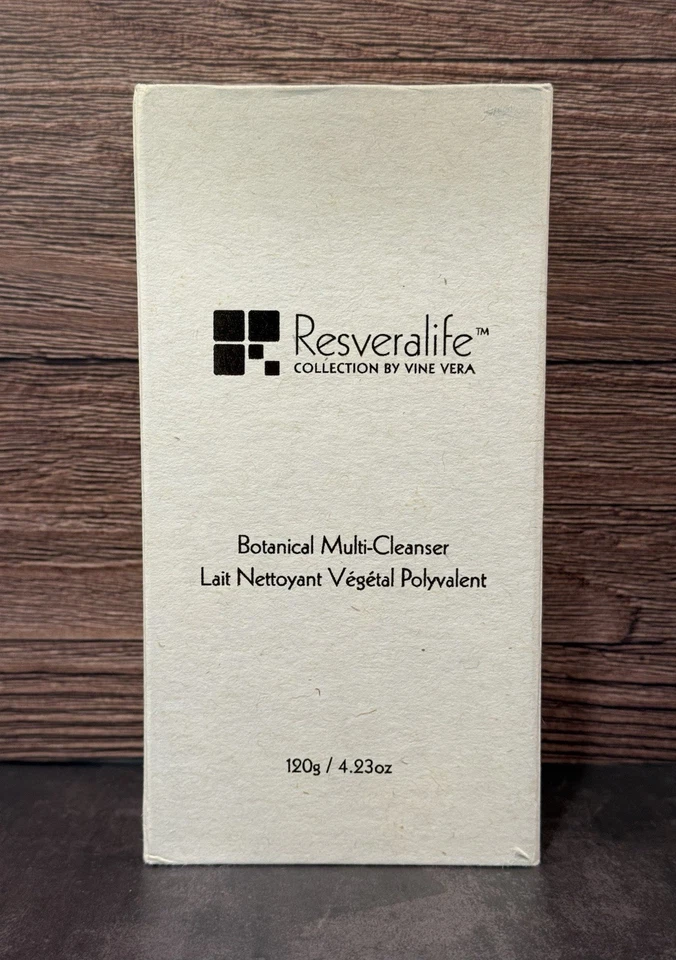 Resveralife™
COLLECTION BY VINE VERA
Botanical Multi-Cleanser
Lait Nettoyant Végétal Polyvalent
120g / 4.23oz